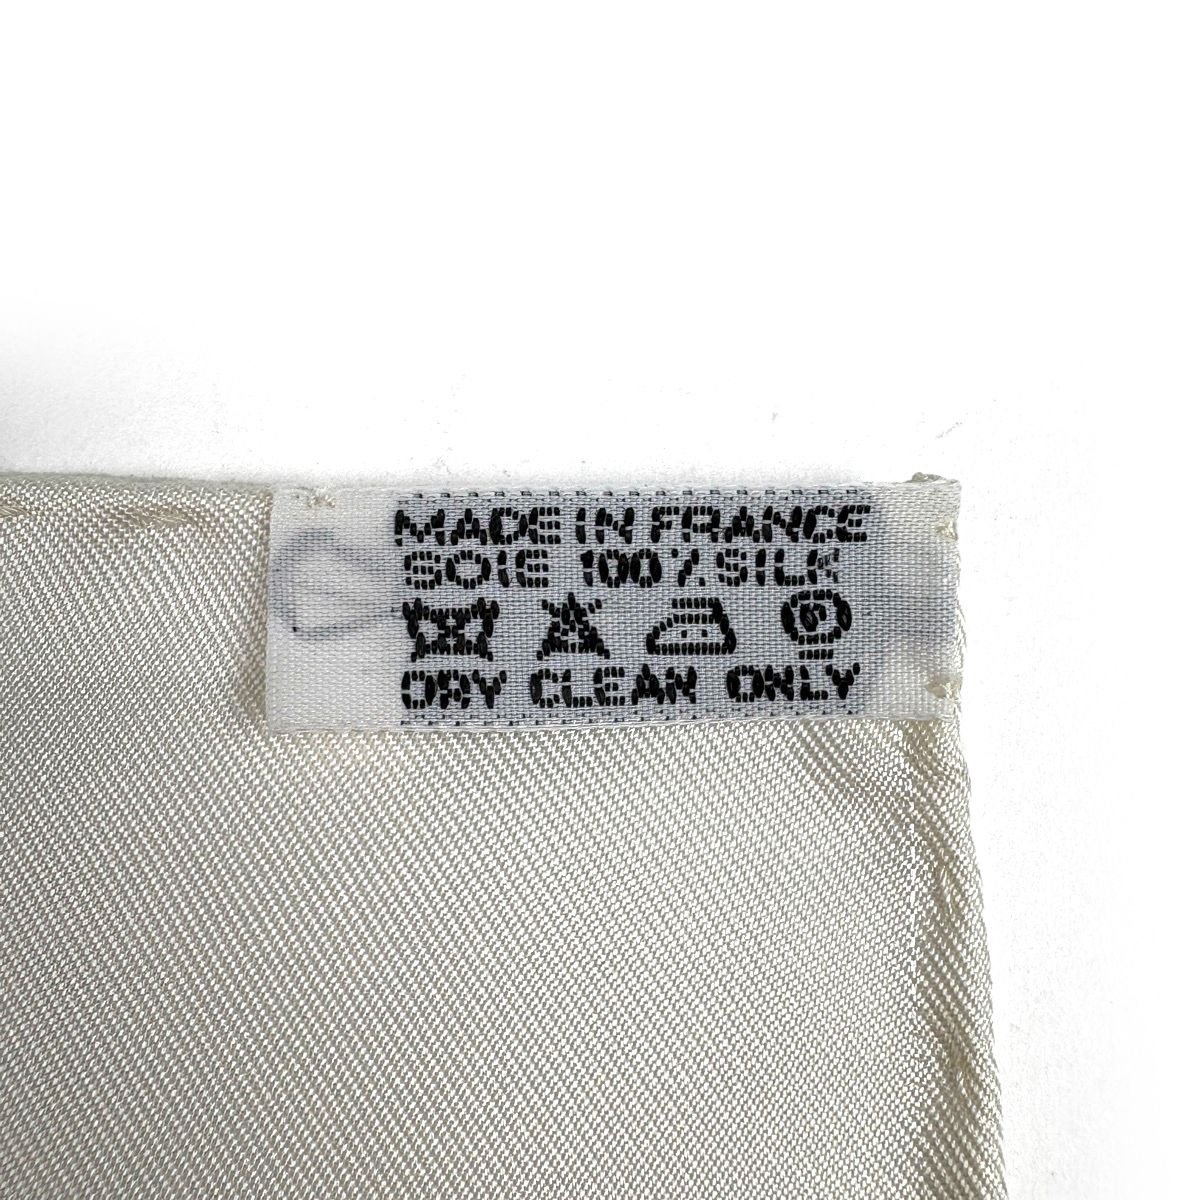 MADE IN FRANCE
SOIE 100% SILK
DRY CLEAN ONLY